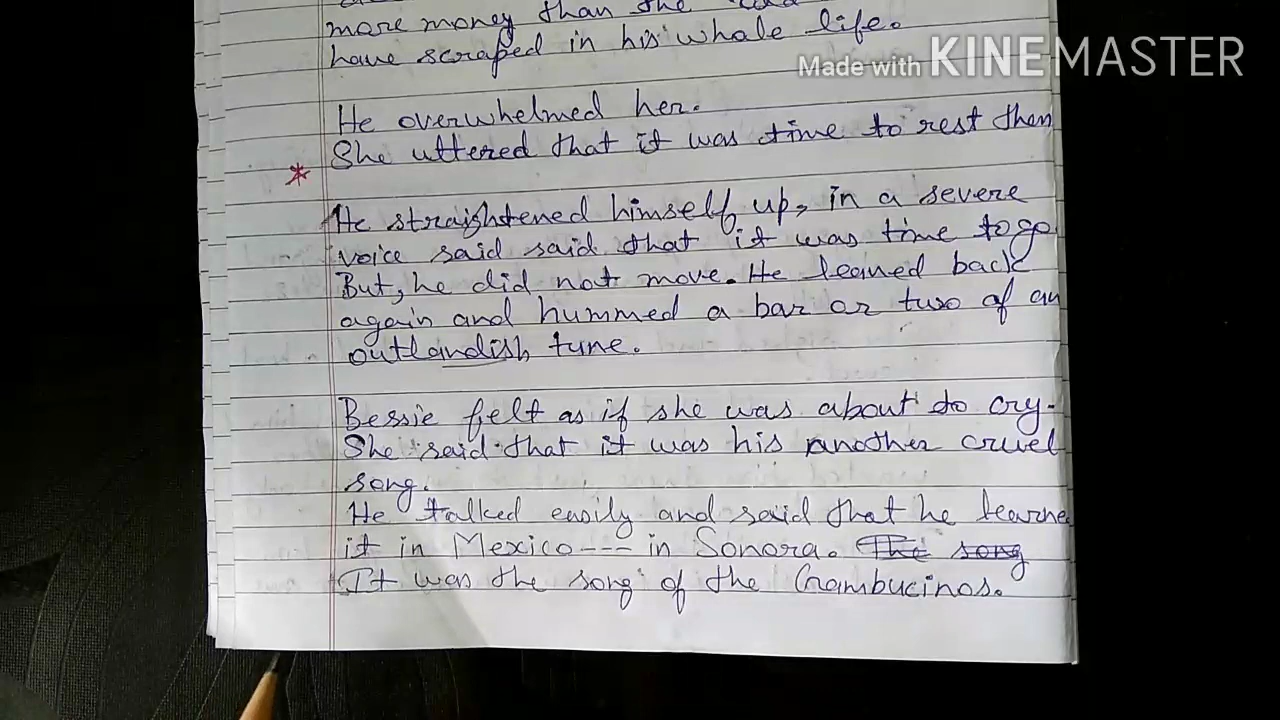 more money than she
have scraped in his whole life.
Made with KINEMASTER
He overwhelmed her.
She uttered that it was time to rest then
*
He straightened himself up, in a severe
voice said said that it was time to go
But, he did not move. He leaned back
again and hummed a bar or two of an
outlandish tune.
Bessie felt as if she was about to cry.
She said that it was his another cruel
song.
He talked easily and said that he learne
it in Mexico --- in Sonora. The song
It was the song of the Gambucinos.